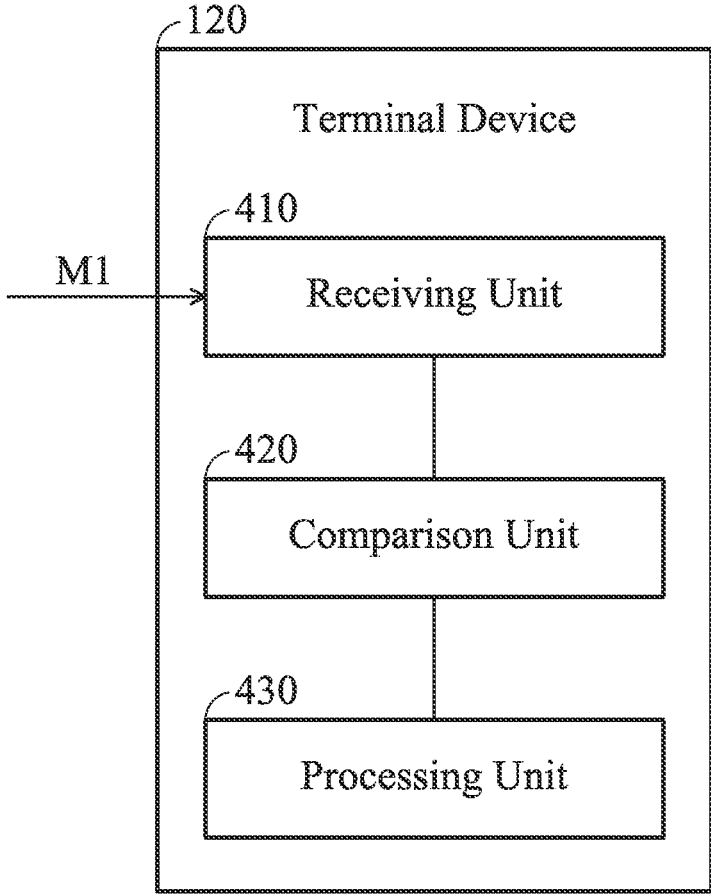 120
Terminal Device
410
M1
Receiving Unit
420
Comparison Unit
430
Processing Unit